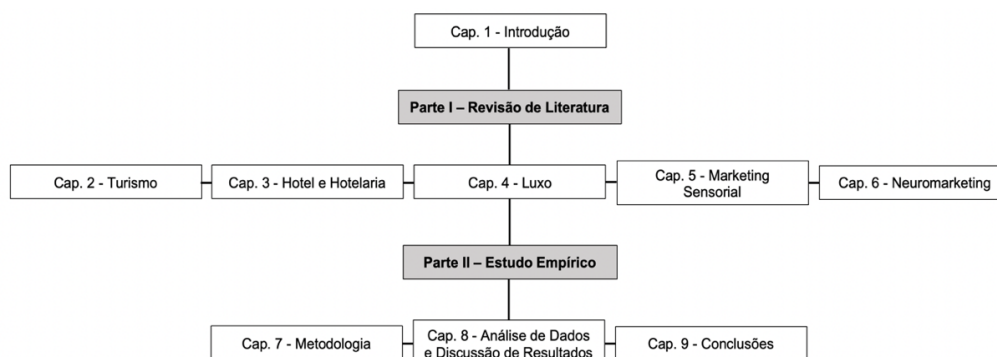 Cap. 1 - Introdução
Parte I – Revisão de Literatura
Cap. 2 - Turismo
Cap. 3 - Hotel e Hotelaria
Cap. 4 - Luxo
Cap. 5 - Marketing
Sensorial
Cap. 6 - Neuromarketing
Parte II – Estudo Empírico
Cap. 7 - Metodologia
Cap. 8 - Análise de Dados
e Discussão de Resultados
Cap. 9 - Conclusões